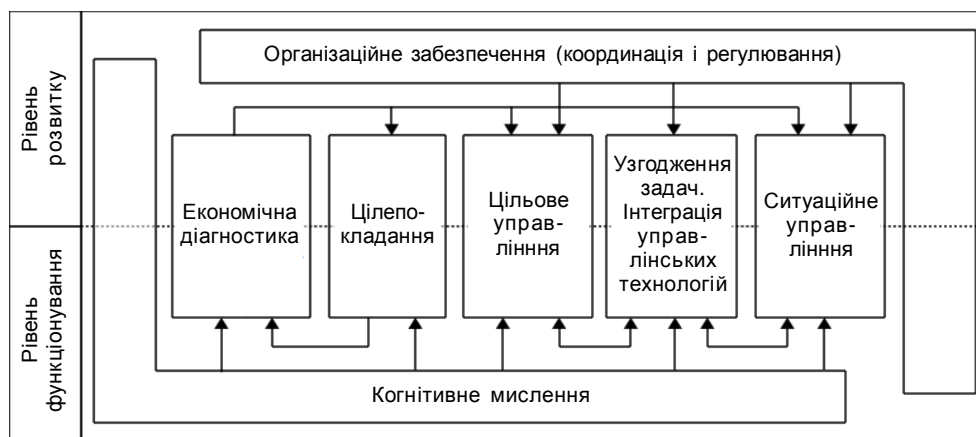 Рівень
розвитку
Рівень
функціонування
Організаційне забезпечення (координація і регулювання)
Економічна
діагностика
Цілепо-
кладання
Цільове
управ-
лінння
Узгодження
задач.
Інтеграція
управ-
лінських
технологій
Ситуаційне
управ-
лінння
Когнітивне мислення